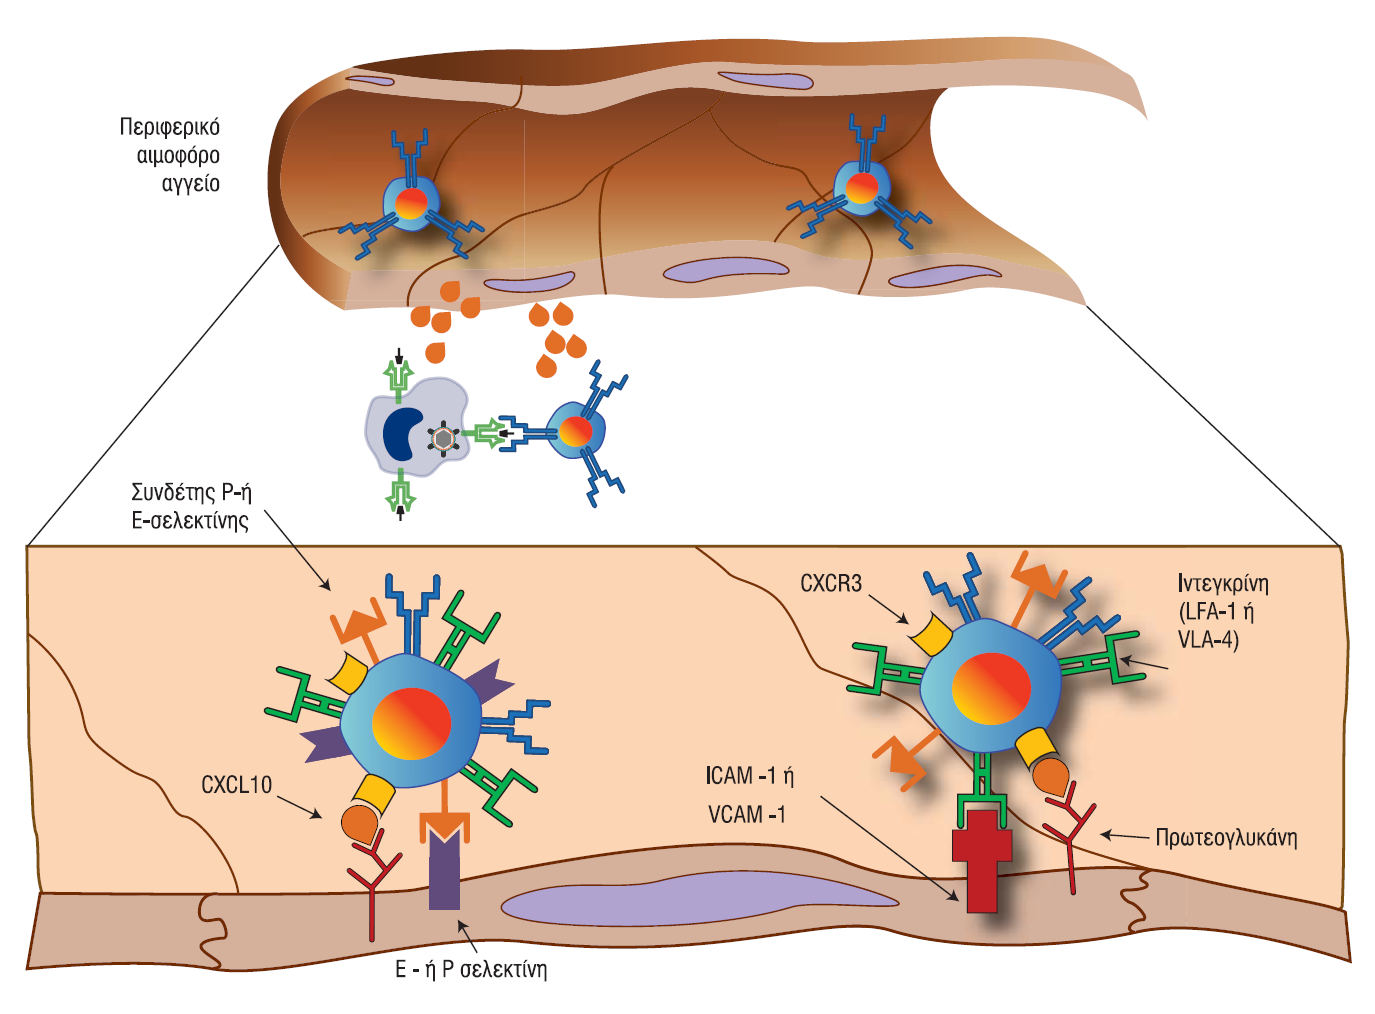 Περιφερικό
αιμοφόρο
αγγείο
Συνδέτης P-ή
E-σελεκτίνης
CXCR3
Ιντεγκρίνη
(LFA-1 ή
VLA-4)
CXCL10
ICAM -1 ή
VCAM -1
Πρωτεογλυκάνη
E - ή P σελεκτίνη